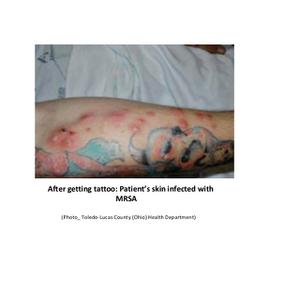 After getting tattoo: Patient's skin infected with
MRSA
(Photo_ Toledo-Lucas County (Ohio) Health Department)